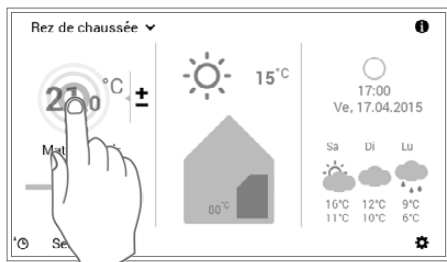 Rez de chaussée
°C
15°C
17:00
Ve, 17.04.2015
Sa Di Lu
16°C 12°C 9°C
11°C 10°C 6°C
80°C